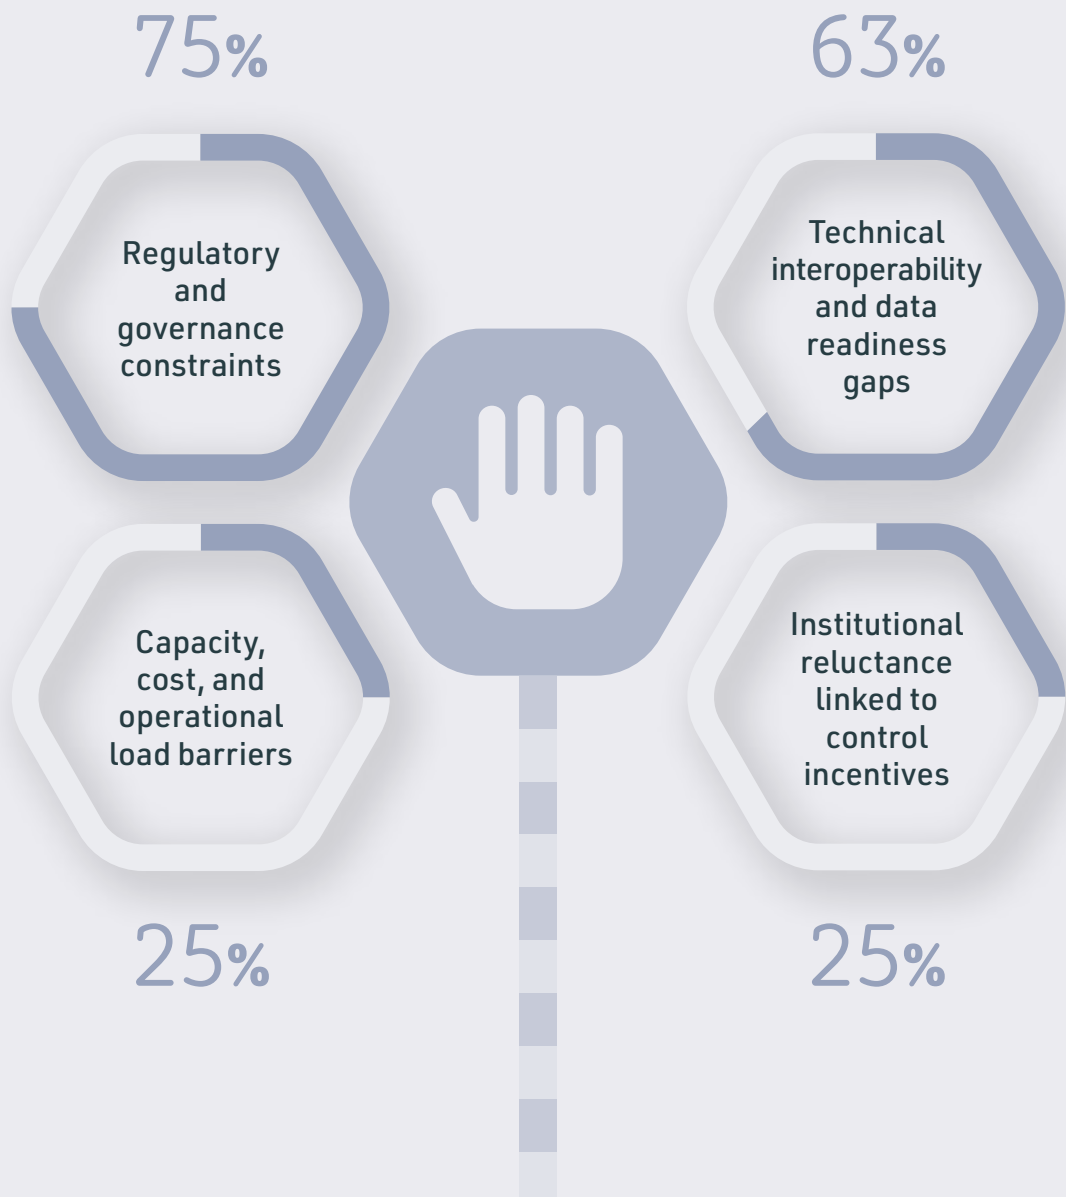 75%
Regulatory
and
governance
constraints
63%
Technical
interoperability
and data
readiness
gaps
Capacity,
cost, and
operational
load barriers
25%
Institutional
reluctance
linked to
control
incentives
25%